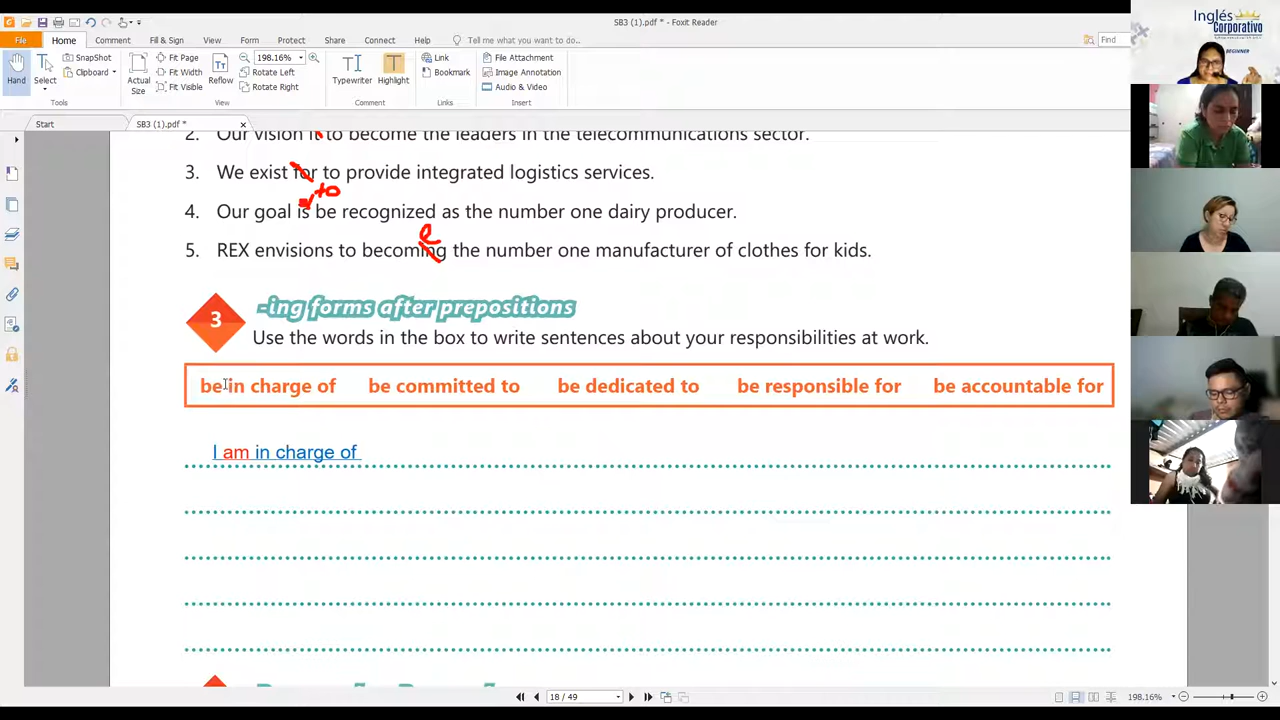 SB3 (1).pdf * - Foxit Reader
File Home Comment Fill & Sign View Form Protect Share Connect Help Tell me what you want to do... Find
Hand Select SnapShot Clipboard Actual Size Fit Page Fit Width Fit Visible Reflow 198.16% Rotate Left Rotate Right Typewriter Highlight Link Bookmark File Attachment Image Annotation Audio & Video
Tools View Comment Links Insert
Start SB3 (1).pdf *
2. Our vision it to become the leaders in the telecommunications sector.
3. We exist for to provide integrated logistics services.
to
4. Our goal is be recognized as the number one dairy producer.
e
5. REX envisions to becoming the number one manufacturer of clothes for kids.
3 -ing forms after prepositions
Use the words in the box to write sentences about your responsibilities at work.
be in charge of be committed to be dedicated to be responsible for be accountable for
I am in charge of
18 / 49 198.16%
Inglés
Corporativo
BEGINNER